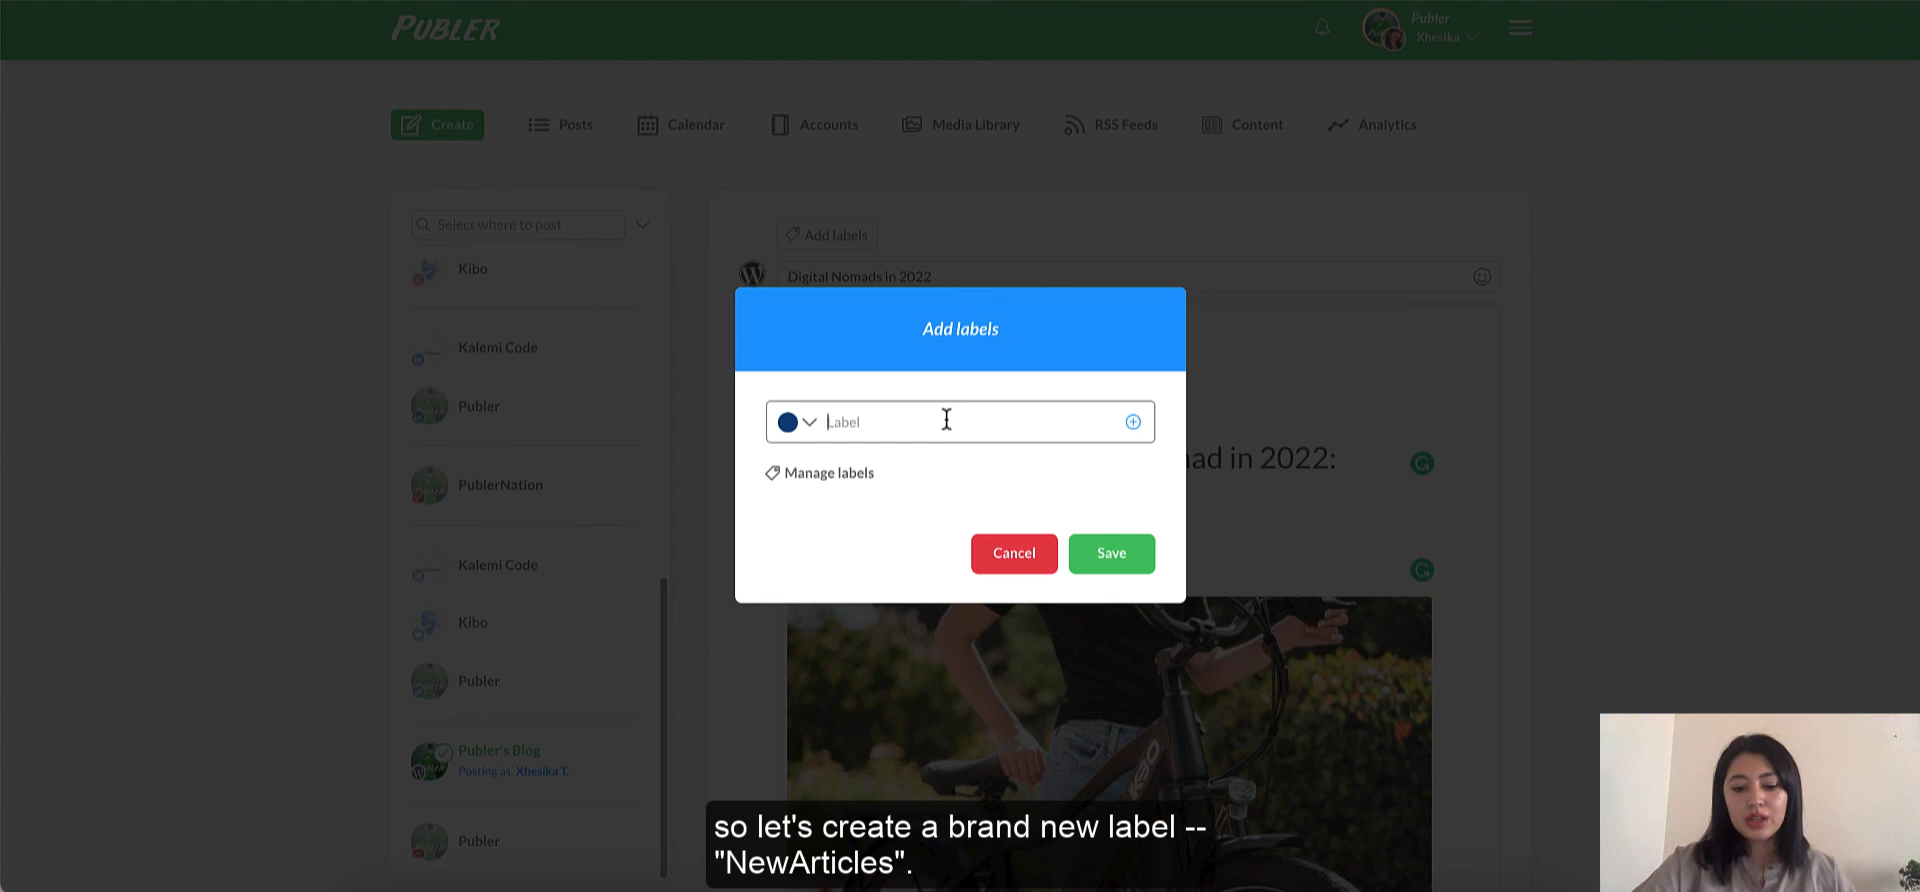 PUBLER
Publer
Xhesika
Create
Posts
Calendar
Accounts
Media Library
RSS Feeds
Content
Analytics
Select where to post
Kibo
Kalemi Code
Publer
PublerNation
Kalemi Code
Kibo
Publer
Publer's Blog
Posting as Xhesika T.
Publer
Add labels
Digital Nomads in 2022
Add labels
Label
Manage labels
Cancel
Save
in 2022:
so let's create a brand new label --
"NewArticles".